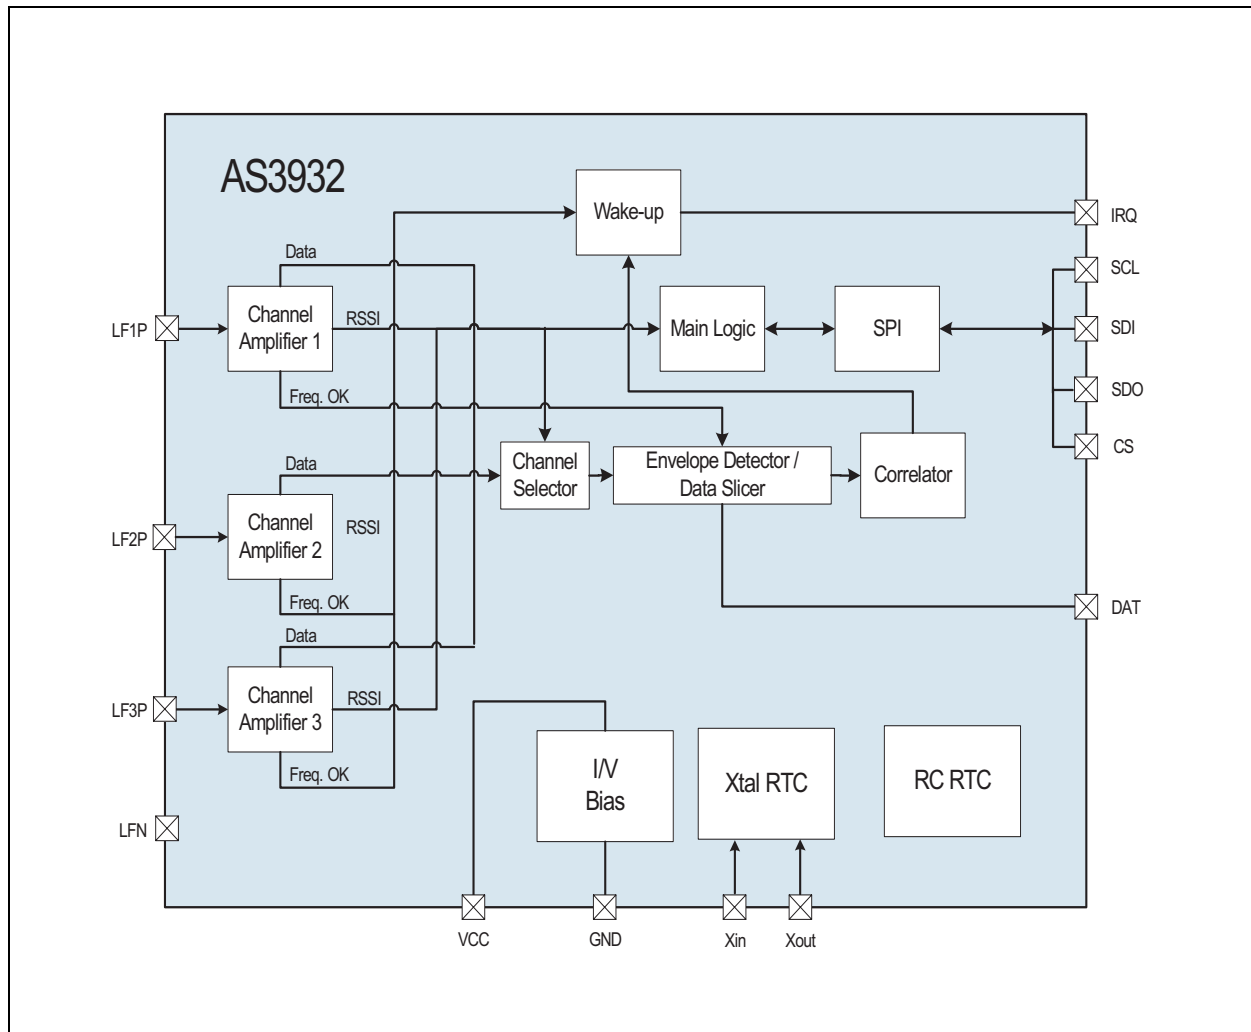 AS3932
Wake-up
IRQ
Data
SCL
Channel
Amplifier 1
RSSI
LF1P
Main Logic
SPI
SDI
Freq. OK
SDO
CS
Data
Channel
Selector
Envelope Detector /
Data Slicer
Correlator
Channel
Amplifier 2
RSSI
LF2P
Freq. OK
DAT
Data
Channel
Amplifier 3
RSSI
LF3P
Freq. OK
I/V
Bias
Xtal RTC
RC RTC
LFN
VCC
GND
Xin
Xout